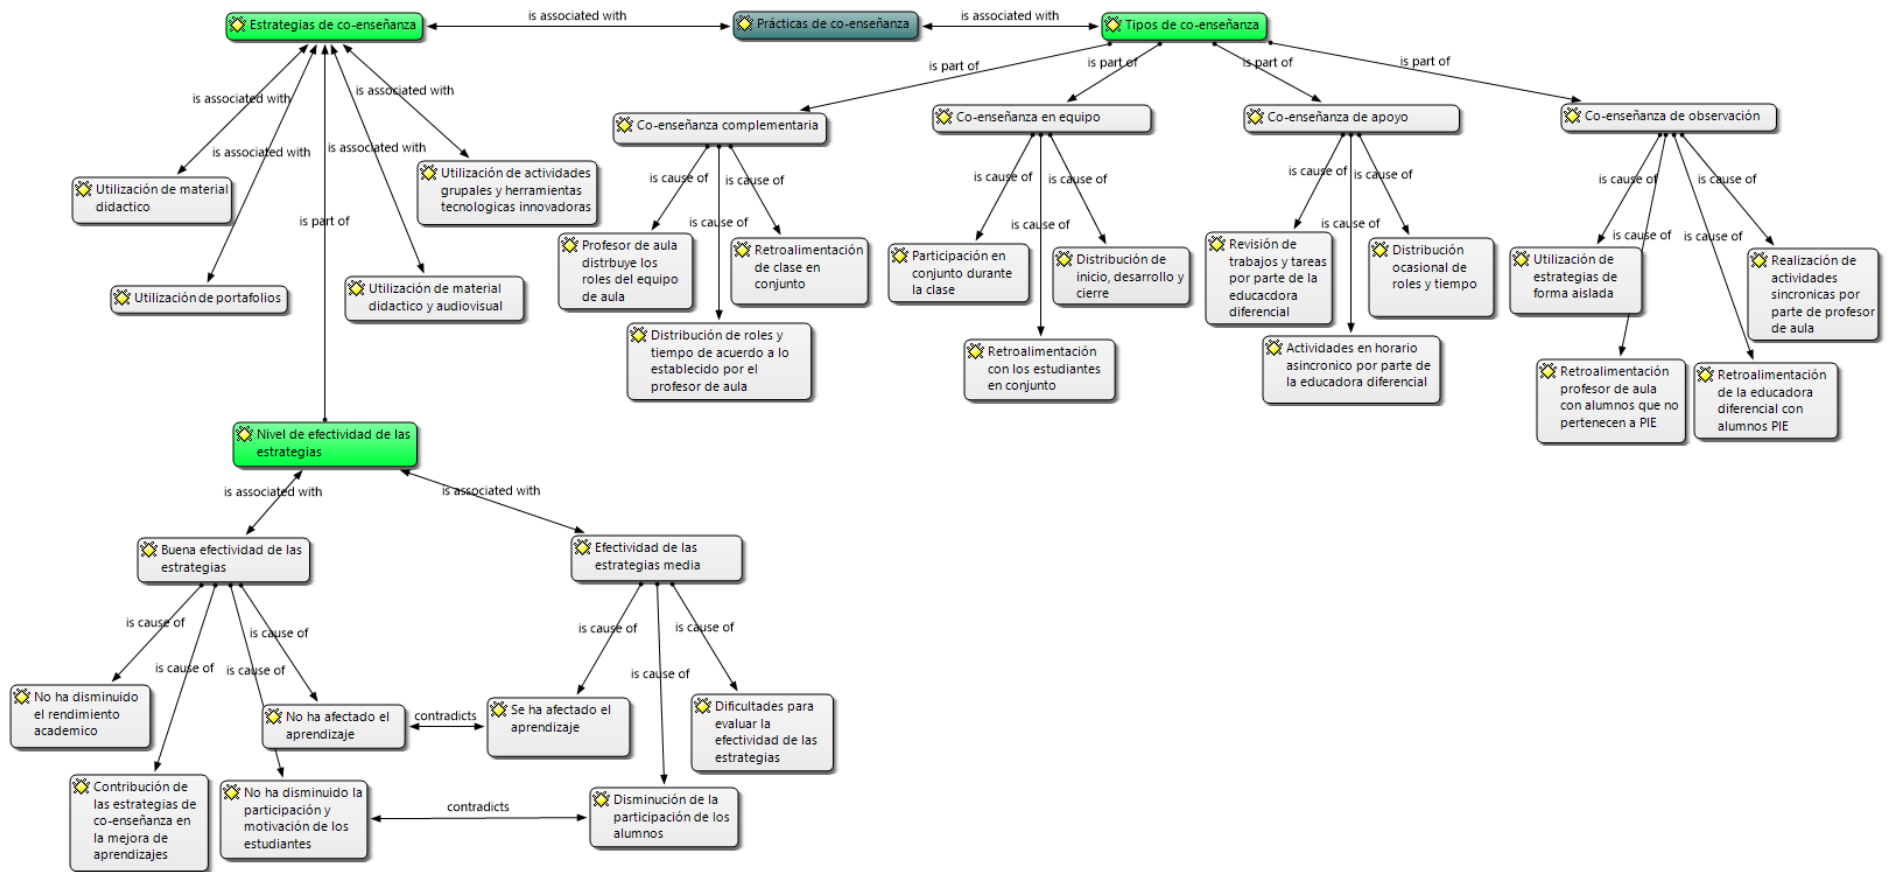 Estrategias de co-enseñanza
is associated with
Prácticas de co-enseñanza
is associated with
Tipos de co-enseñanza
is part of
is part of
is part of
is part of
is associated with
is associated with
is associated with
is associated with
is part of
Utilización de material
didactico
Utilización de portafolios
Utilización de material
didactico y audiovisual
Utilización de actividades
grupales y herramientas
tecnologicas innovadoras
Co-enseñanza complementaria
is cause of
is cause of
is cause of
Profesor de aula
distrbuye los
roles del equipo
de aula
Distribución de roles y
tiempo de acuerdo a lo
establecido por el
profesor de aula
Retroalimentación
de clase en
conjunto
Co-enseñanza en equipo
is cause of
is cause of
is cause of
Participación en
conjunto durante
la clase
Retroalimentación
con los estudiantes
en conjunto
Distribución de
inicio, desarrollo y
cierre
Co-enseñanza de apoyo
is cause of
is cause of
is cause of
Revisión de
trabajos y tareas
por parte de la
educacdora
diferencial
Actividades en horario
asincronico por parte de
la educadora diferencial
Distribución
ocasional de
roles y tiempo
Co-enseñanza de observación
is cause of
is cause of
is cause of
is cause of
Utilización de
estrategias de
forma aislada
Retroalimentación
profesor de aula
con alumnos que no
pertenecen a PIE
Retroalimentación
de la educadora
diferencial con
alumnos PIE
Realización de
actividades
sincronicas por
parte de profesor
de aula
Nivel de efectividad de las
estrategias
is associated with
is associated with
Buena efectividad de las
estrategias
is cause of
is cause of
is cause of
is cause of
No ha disminuido
el rendimiento
academico
Contribución de
las estrategias de
co-enseñanza en
la mejora de
aprendizajes
No ha disminuido la
participación y
motivación de los
estudiantes
No ha afectado el
aprendizaje
contradicts
contradicts
Efectividad de las
estrategias media
is cause of
is cause of
is cause of
Se ha afectado el
aprendizaje
Disminución de la
participación de los
alumnos
Dificultades para
evaluar la
efectividad de las
estrategias